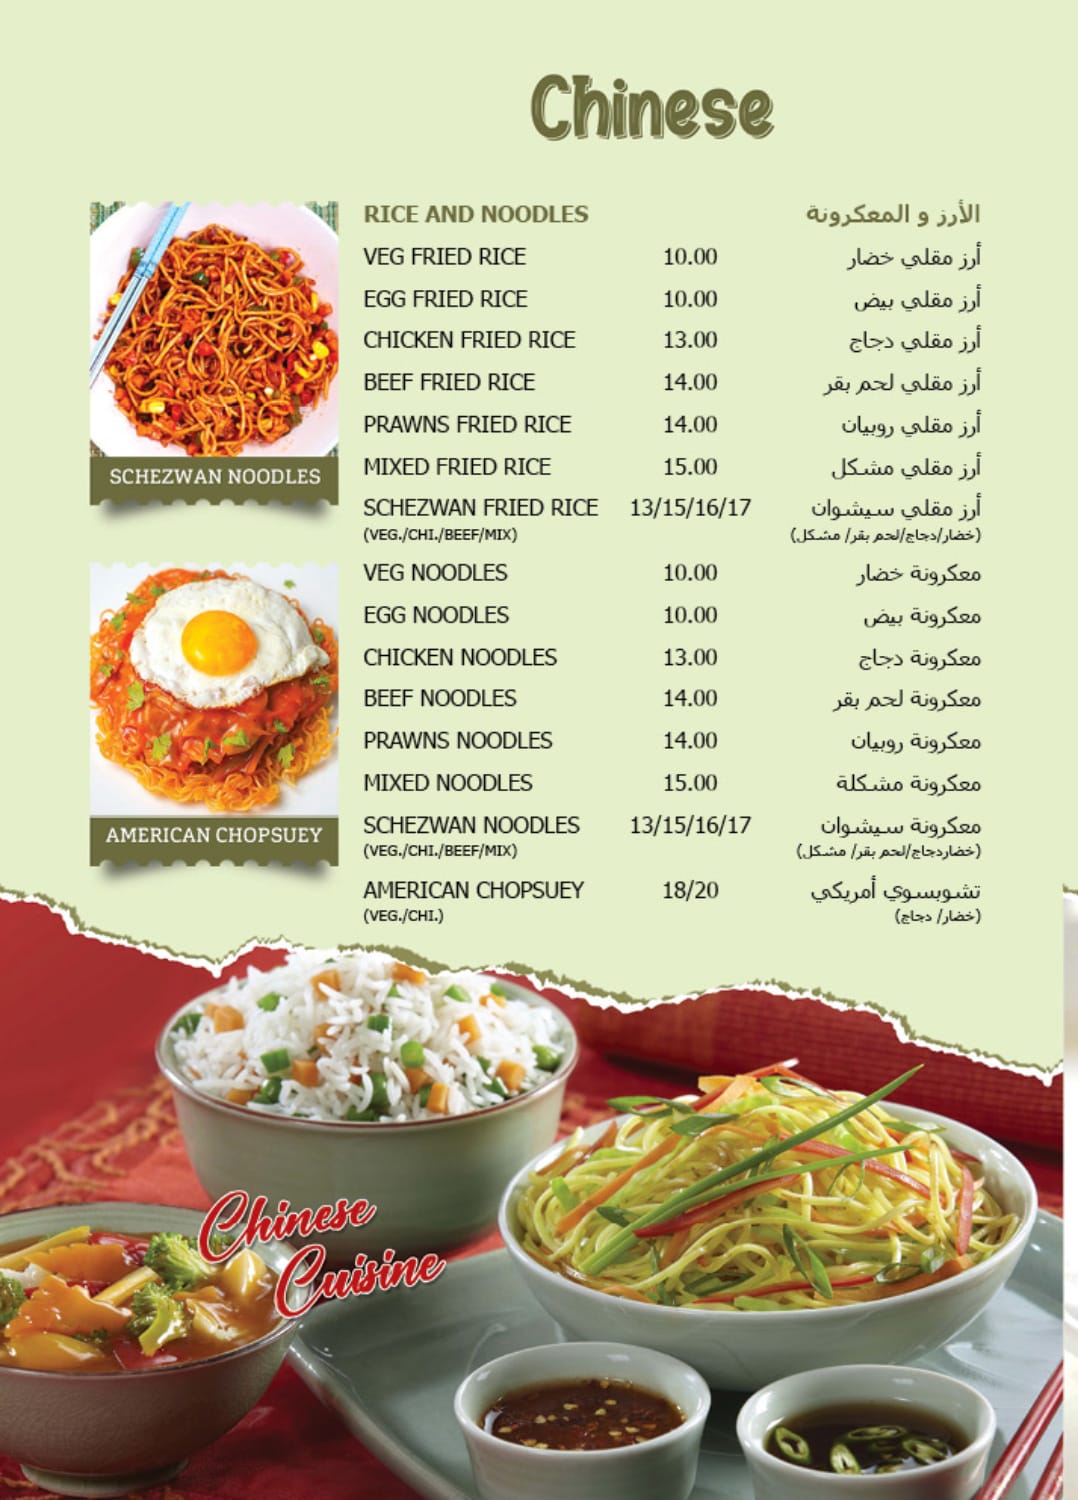 Chinese
RICE AND NOODLES الأرز و المعكرونة
VEG FRIED RICE 10.00 أرز مقلي خضار
EGG FRIED RICE 10.00 أرز مقلي بيض
CHICKEN FRIED RICE 13.00 أرز مقلي دجاج
BEEF FRIED RICE 14.00 أرز مقلي لحم بقر
PRAWNS FRIED RICE 14.00 أرز مقلي روبيان
MIXED FRIED RICE 15.00 أرز مقلي مشكل
SCHEZWAN NOODLES
SCHEZWAN FRIED RICE 13/15/16/17 أرز مقلي سيشوان
(VEG./CHI./BEEF/MIX) (خضار/دجاج/لحم بقر/ مشكل)
VEG NOODLES 10.00 معكرونة خضار
EGG NOODLES 10.00 معكرونة بيض
CHICKEN NOODLES 13.00 معكرونة دجاج
BEEF NOODLES 14.00 معكرونة لحم بقر
PRAWNS NOODLES 14.00 معكرونة روبيان
MIXED NOODLES 15.00 معكرونة مشكلة
SCHEZWAN NOODLES 13/15/16/17 معكرونة سيشوان
(VEG./CHI./BEEF/MIX) (خضاردجاج/لحم بقر/ مشكل)
AMERICAN CHOPSUEY
AMERICAN CHOPSUEY 18/20 تشوبسوي أمريكي
(VEG./CHI.) (خضار/ دجاج)
Chinese
Cuisine